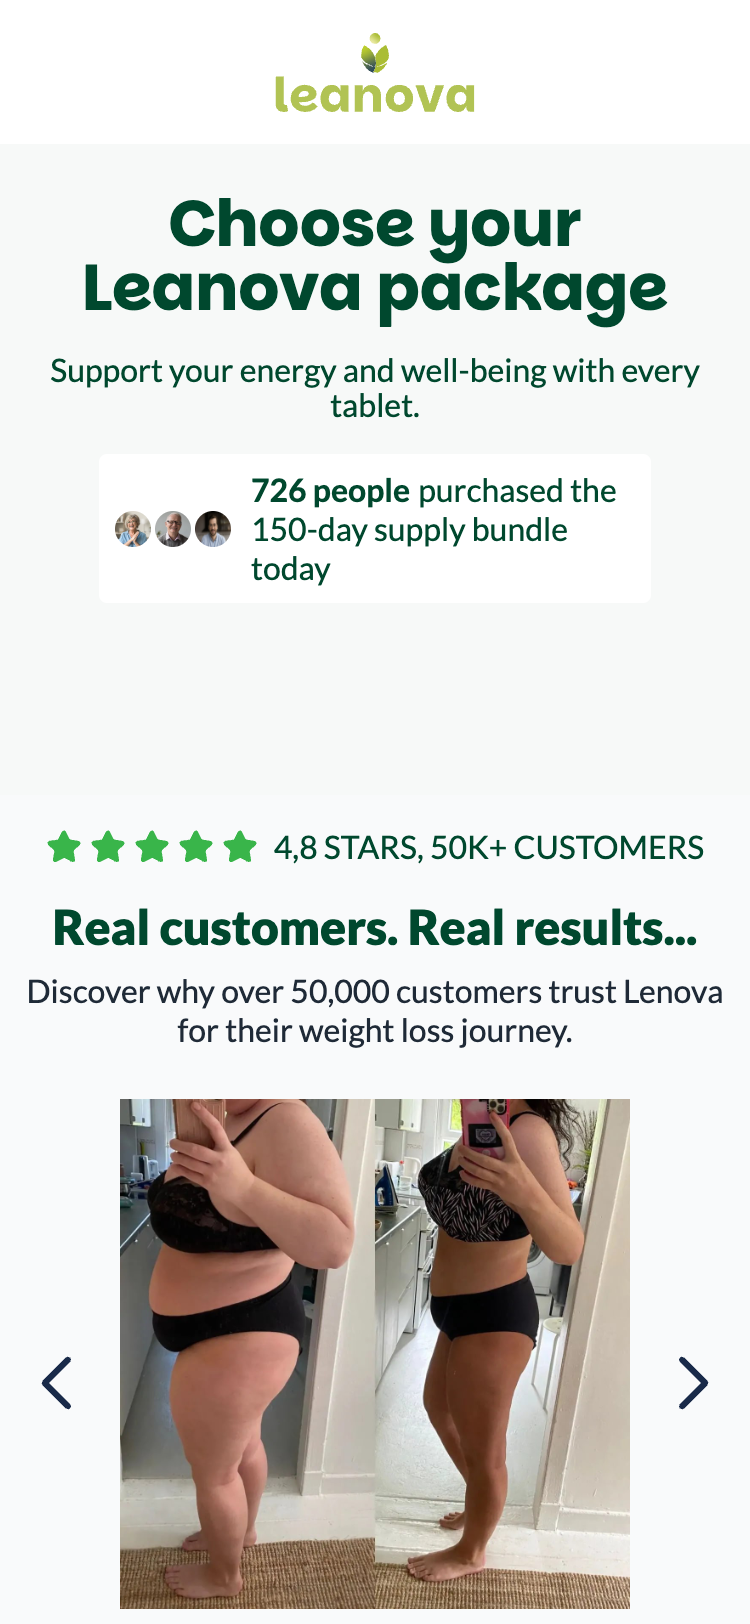 leanova
Choose your
Leanova package
Support your energy and well-being with every
tablet.
726 people purchased the
150-day supply bundle
today
4,8 STARS, 50K+ CUSTOMERS
Real customers. Real results...
Discover why over 50,000 customers trust Lenova
for their weight loss journey.